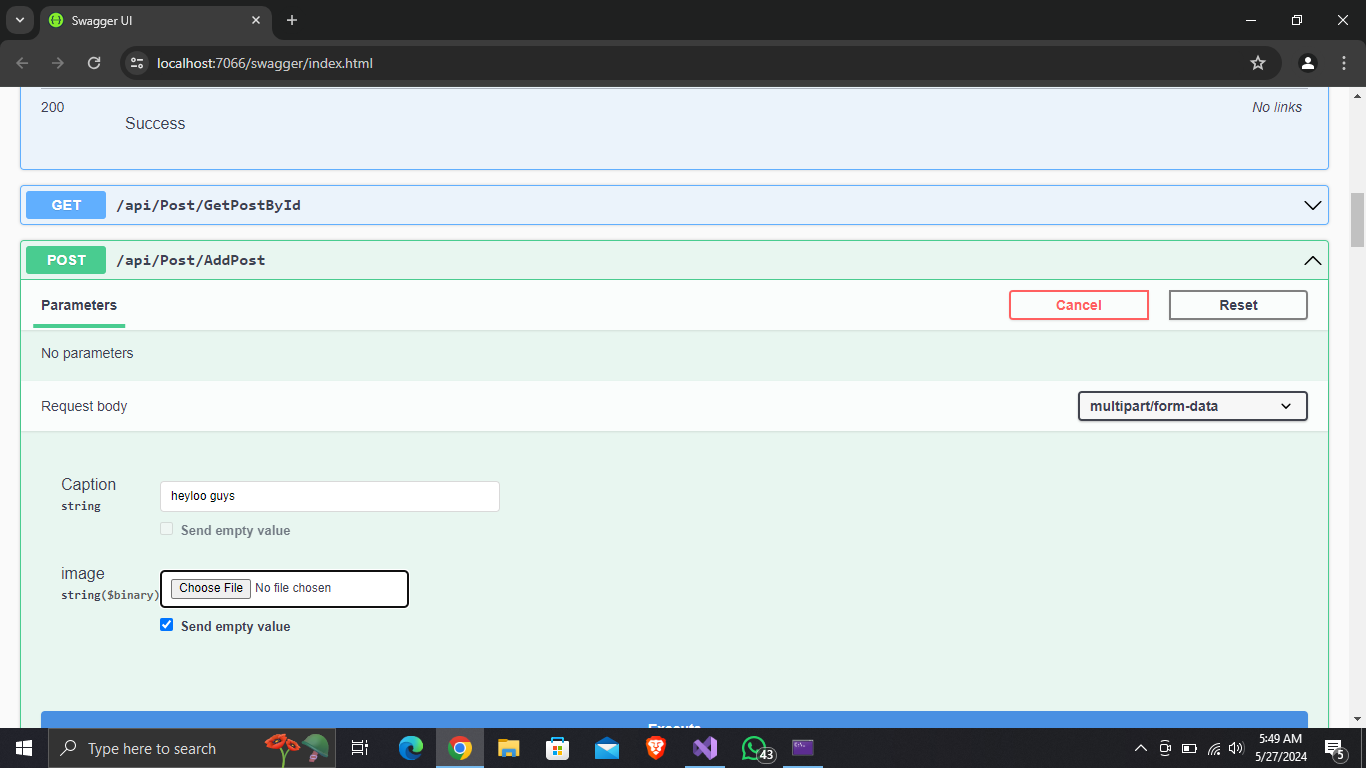 Swagger UI
localhost:7066/swagger/index.html
200
Success
No links
GET /api/Post/GetPostById
POST /api/Post/AddPost
Parameters
Cancel
Reset
No parameters
Request body
multipart/form-data
Caption
string
heyloo guys
Send empty value
image
string($binary)
Choose File No file chosen
Send empty value
Execute
Type here to search
43
5:49 AM
5/27/2024
5